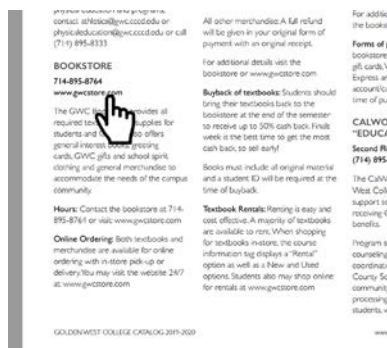 contact athletics@gwc.cccd.edu or
physicaleducation@gwc.cccd.edu or call
(714) 895-8333
BOOKSTORE
714-895-8764
www.gwcstore.com
The GWC provides all
required supplies for
students and also offers
general interest books, greeting
cards, GWC gifts and school spirit
clothing and general merchandise to
accommodate the needs of the campus
community.
Hours: Contact the bookstore at 714-
895-8764 or visit: www.gwcstore.com
Online Ordering: Both textbooks and
merchandise are available for online
ordering with in-store pick-up or
delivery. You may visit the website 24/7
at: www.gwcstore.com
All other merchandise: A full refund
will be given in your original form of
payment with an original receipt.
For additional details visit the
bookstore or www.gwcstore.com
Buyback of textbooks: Students should
bring their textbooks back to the
bookstore at the end of the semester
to receive up to 50% cash back. Finals
week is the best time to get the most
cash back, so sell early!
Books must include all original material
and a student ID will be required at the
time of buyback.
Textbook Rentals: Renting is easy and
cost effective. A majority of textbooks
are available to rent. When shopping
for textbooks in-store, the course
information tag displays a "Rental"
option as well as a New and Used
options. Students also may shop online
for rentals at www.gwcstore.com
For additio
the books
Forms of
bookstore
gift cards,
Express a
account/c
time of pu
CALWO
"EDUCA
Second Fl
(714) 895
The CalW
West Col
support s
receiving
benefits.
Program s
counseling
coordinat
County So
communit
processing
students, w
GOLDEN WEST COLLEGE CATALOG 2019-2020
www